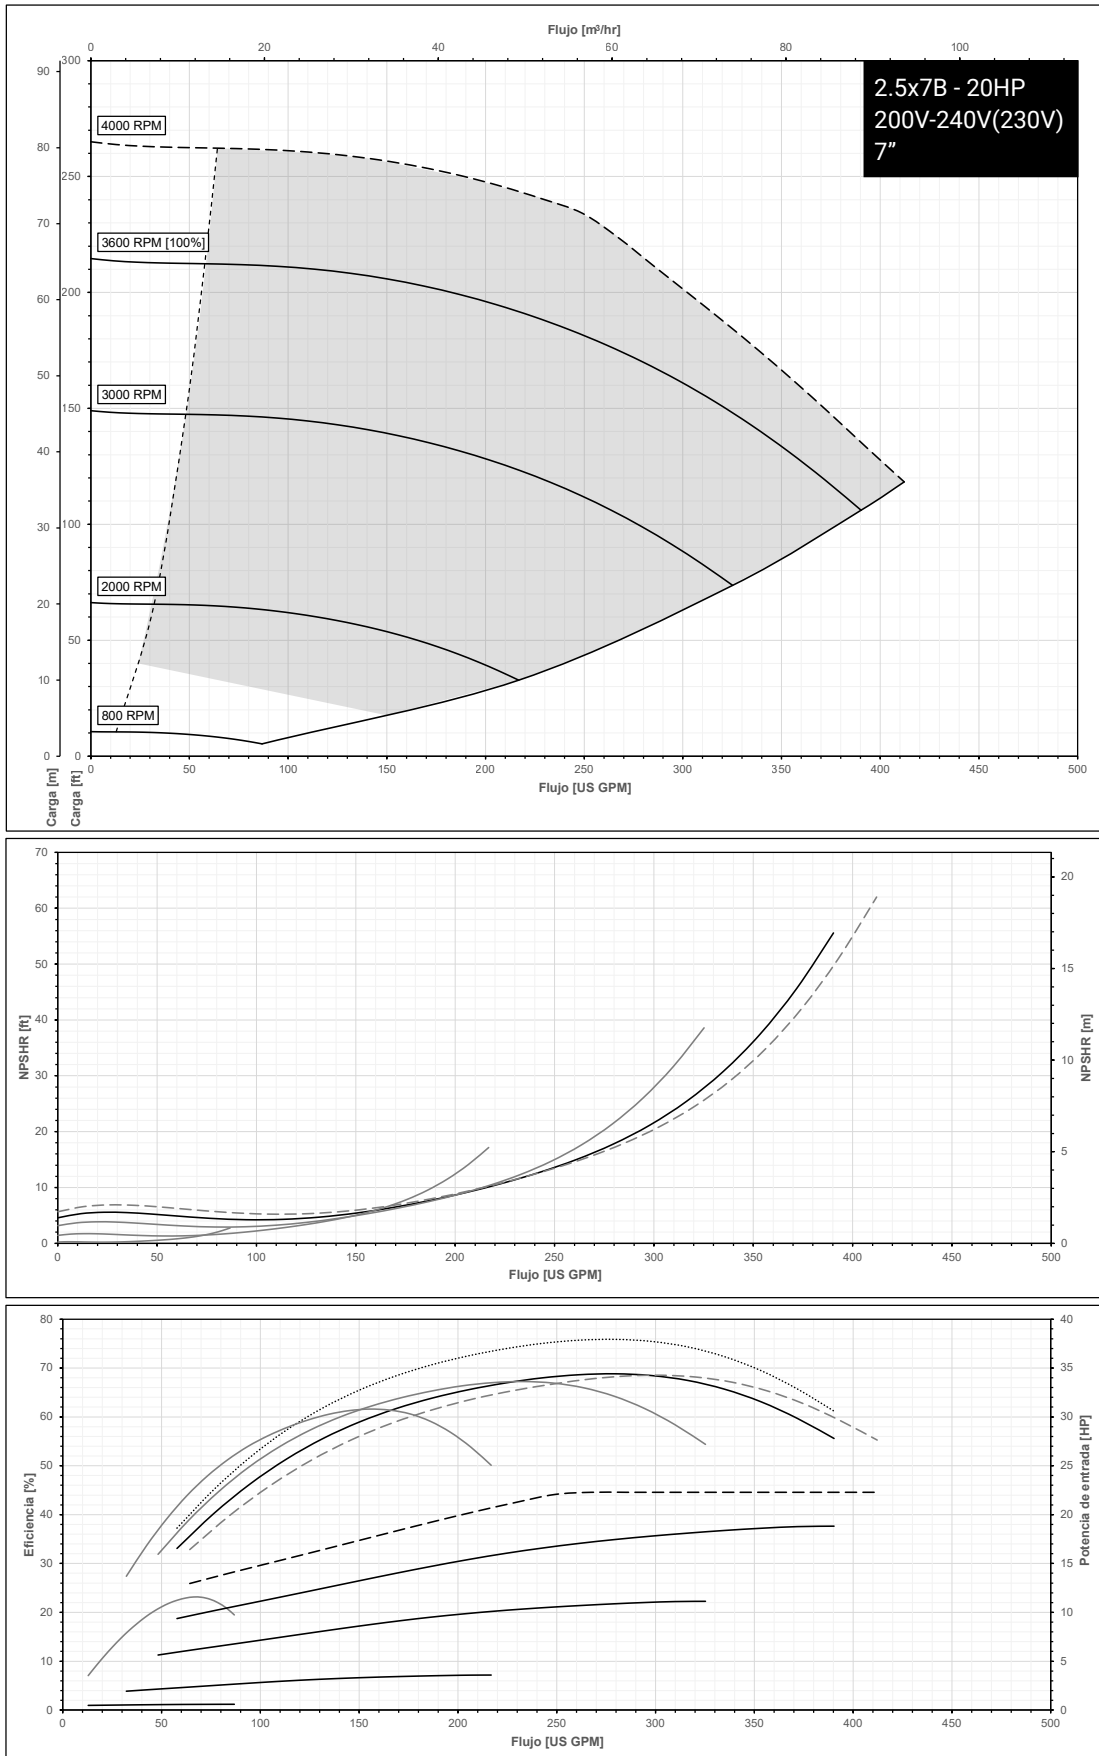 Flujo [m³/hr]
0 20 40 60 80 100
2.5x7B - 20HP
200V-240V(230V)
7”
90 300
4000 RPM
80
250
70
3600 RPM [100%]
200
60
50
3000 RPM
150
40
30
100
2000 RPM
20
50
10
800 RPM
0 0
0 50 100 150 200 250 300 350 400 450 500
Flujo [US GPM]
Carga [m]
Carga [ft]
70
60
50
40
30
20
10
0
NPSHR [ft]
20
15
10
5
0
NPSHR [m]
0 50 100 150 200 250 300 350 400 450 500
Flujo [US GPM]
80
70
60
50
40
30
20
10
0
Eficiencia [%]
40
35
30
25
20
15
10
5
0
Potencia de entrada [HP]
0 50 100 150 200 250 300 350 400 450 500
Flujo [US GPM]